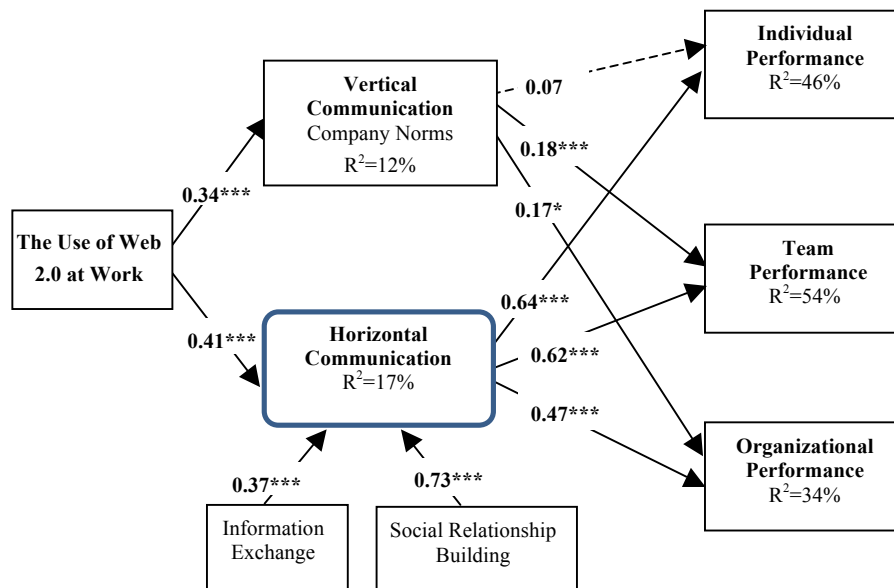 Individual
Performance
R²=46%
Vertical
Communication
Company Norms
R²=12%
0.07
0.18***
0.34***
0.17*
The Use of Web
2.0 at Work
Team
Performance
R²=54%
0.64***
Horizontal
Communication
R²=17%
0.41***
0.62***
0.47***
Organizational
Performance
R²=34%
0.37***
0.73***
Information
Exchange
Social Relationship
Building